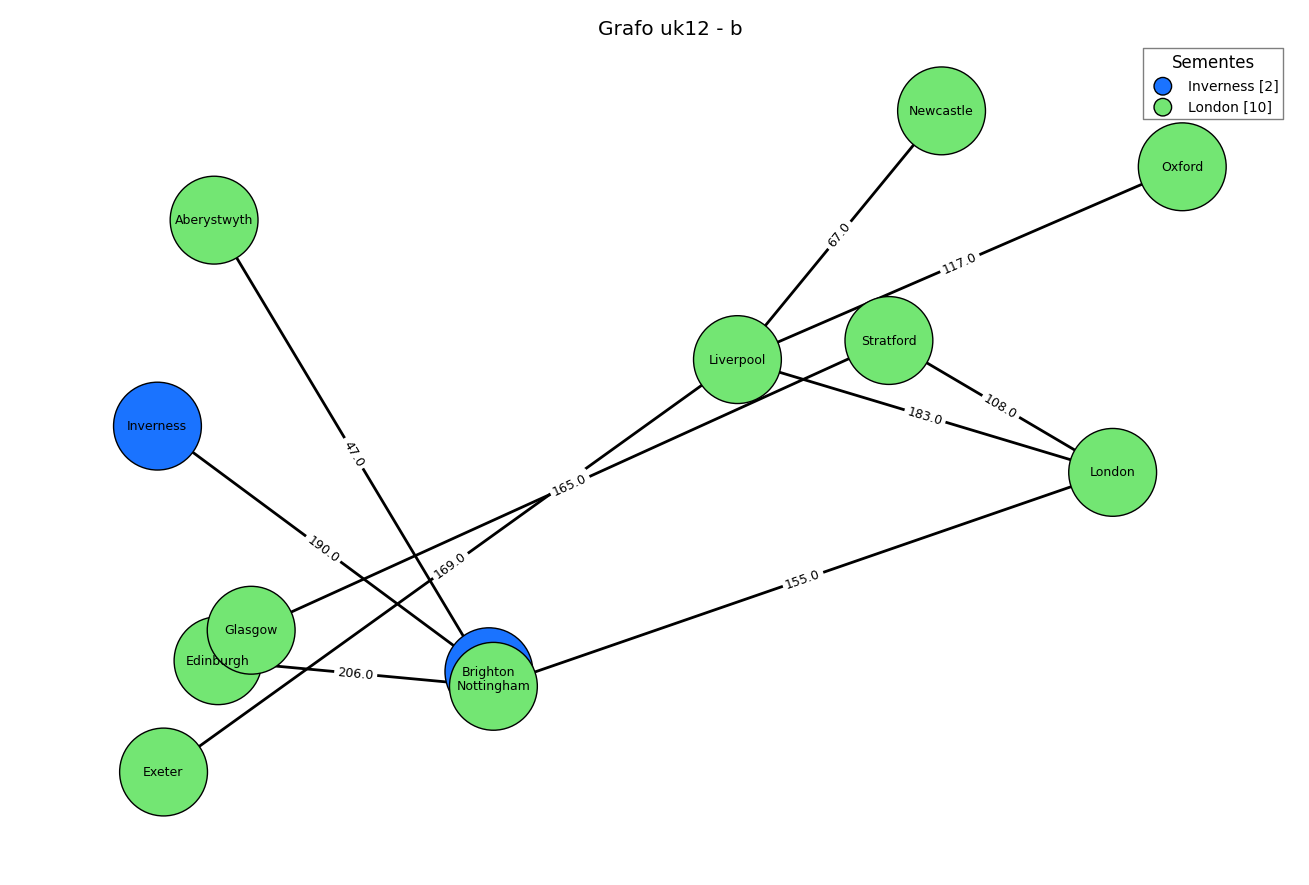 Grafo uk12 - b
Sementes
Inverness [2]
London [10]
Newcastle
Oxford
Aberystwyth
67.0
117.0
Stratford
Liverpool
108.0
183.0
Inverness
47.0
London
165.0
190.0
169.0
155.0
Glasgow
Edinburgh
206.0
Brighton
Nottingham
Exeter